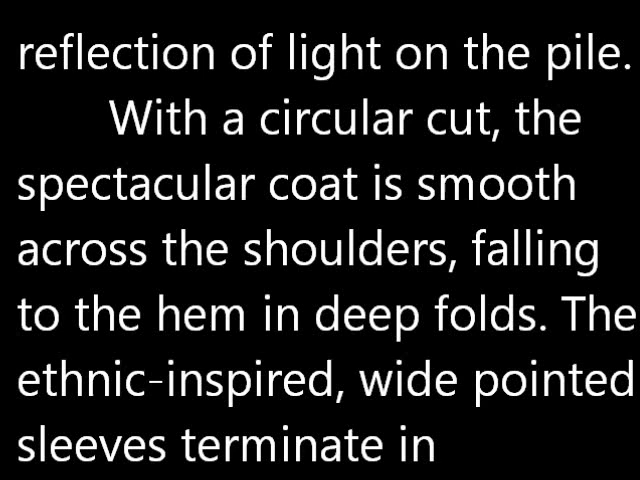 reflection of light on the pile.
With a circular cut, the
spectacular coat is smooth
across the shoulders, falling
to the hem in deep folds. The
ethnic-inspired, wide pointed
sleeves terminate in